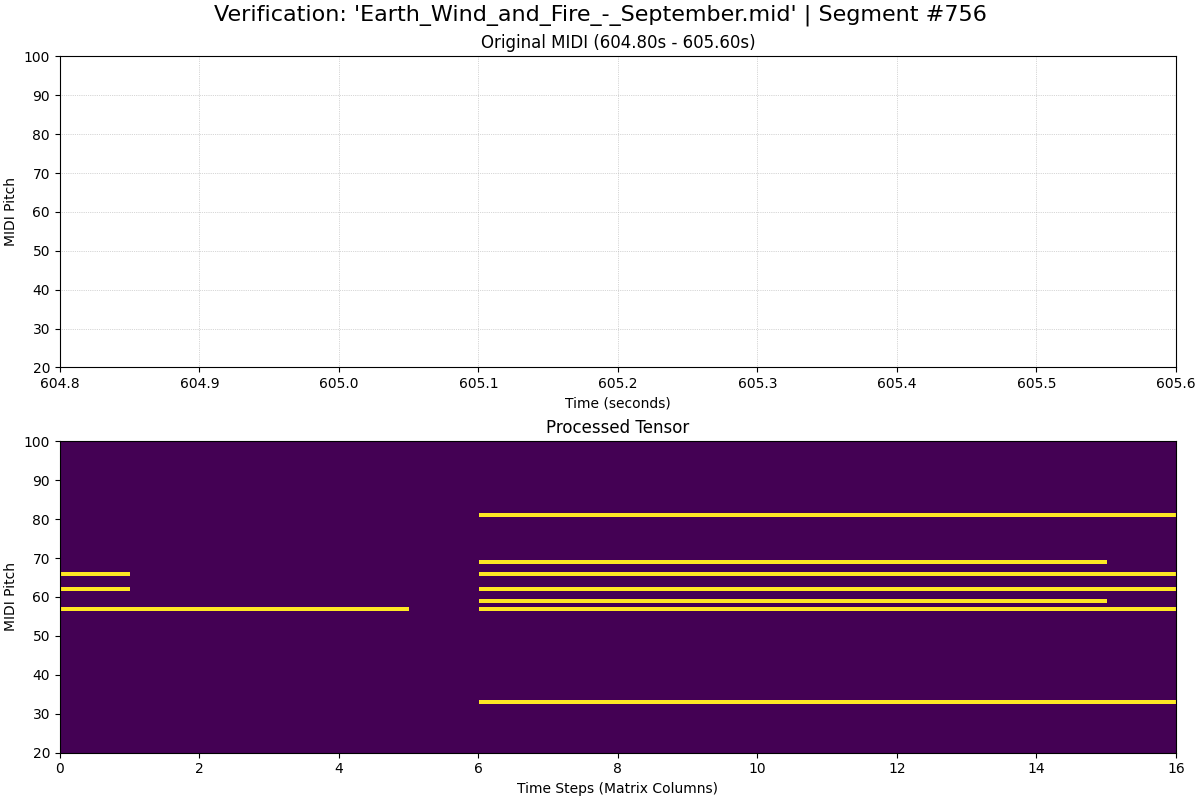 Verification: 'Earth_Wind_and_Fire_-_September.mid' | Segment #756
Original MIDI (604.80s - 605.60s)
100
90
80
70
60
50
40
30
20
MIDI Pitch
604.8 604.9 605.0 605.1 605.2 605.3 605.4 605.5 605.6
Time (seconds)
Processed Tensor
100
90
80
70
60
50
40
30
20
MIDI Pitch
0 2 4 6 8 10 12 14 16
Time Steps (Matrix Columns)